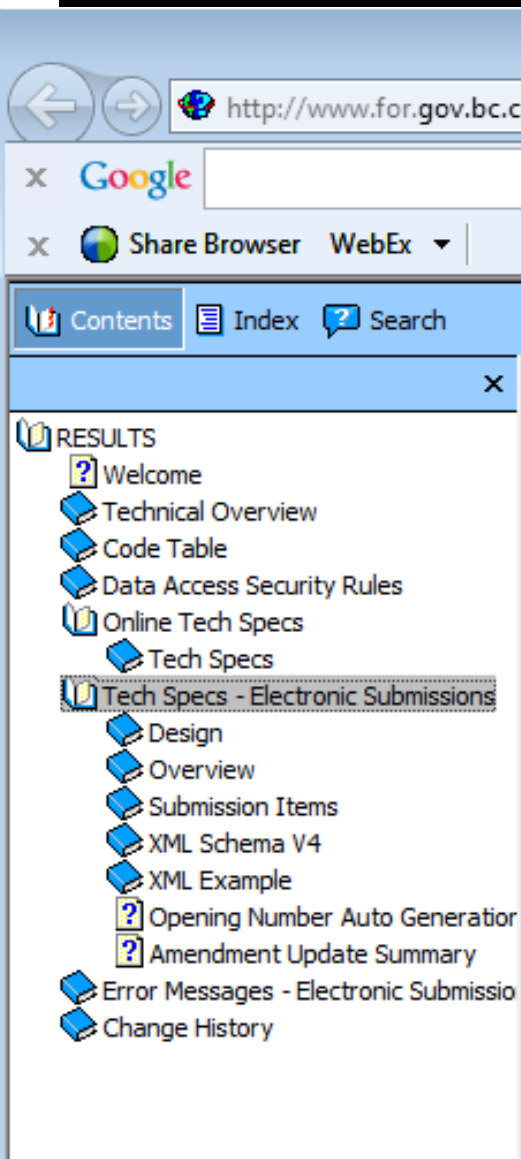 http://www.for.gov.bc.c
x Google
x Share Browser WebEx
Contents Index Search
x
RESULTS
Welcome
Technical Overview
Code Table
Data Access Security Rules
Online Tech Specs
Tech Specs
Tech Specs - Electronic Submissions
Design
Overview
Submission Items
XML Schema V4
XML Example
Opening Number Auto Generation
Amendment Update Summary
Error Messages - Electronic Submissio
Change History